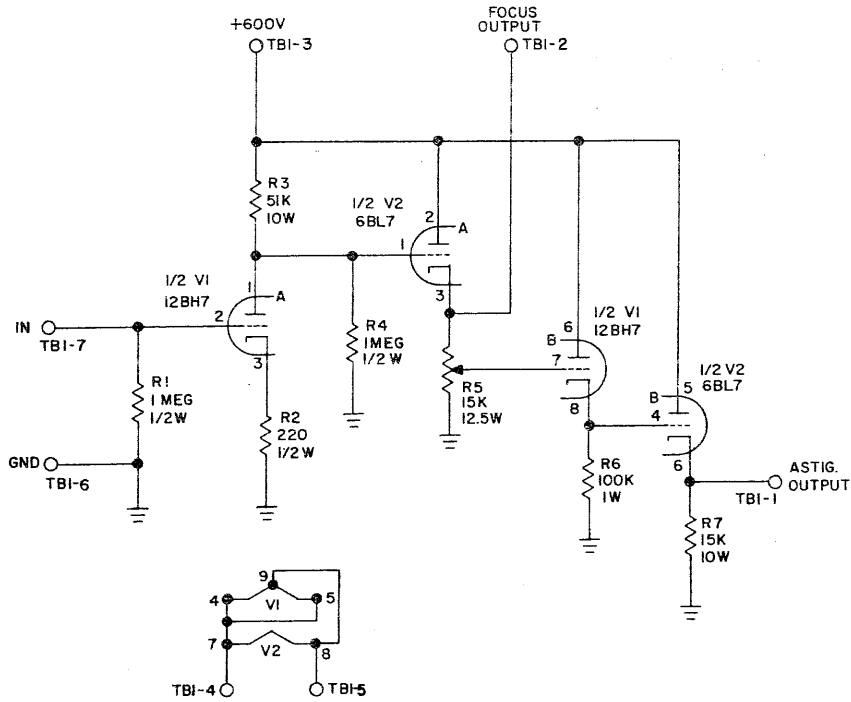 +600V
TB1-3
FOCUS
OUTPUT
TB1-2
R3
51K
10W
1/2 V2
6BL7
2
A
1
3
1/2 V1
12BH7
1
A
2
3
IN
TB1-7
R1
1 MEG
1/2W
GND
TB1-6
R2
220
1/2W
R4
1MEG
1/2W
R5
15K
12.5W
1/2 V1
12BH7
6
B
7
8
1/2 V2
6BL7
5
B
4
6
R6
100K
1W
ASTIG.
OUTPUT
TB1-1
R7
15K
10W
9
4
5
V1
7
8
V2
TB1-4
TB1-5